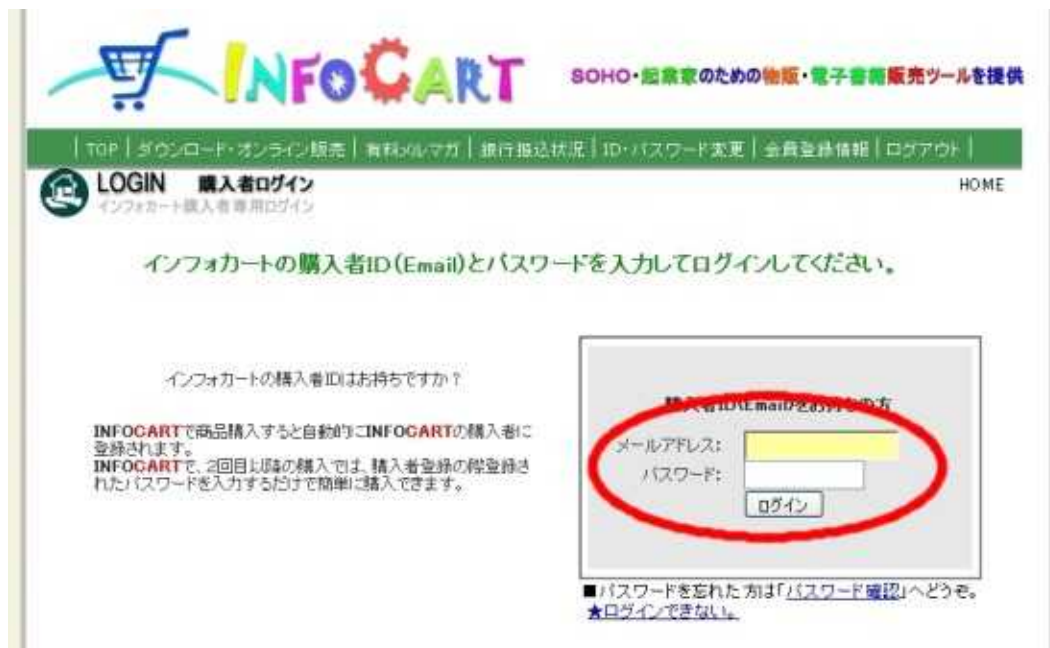 INFOCART
SOHO・起業家のための物販・電子書籍販売ツールを提供
| TOP | ダウンロード・オンライン販売 | 有料メルマガ | 銀行振込状況 | ID・パスワード変更 | 会員登録情報 | ログアウト |
LOGIN 購入者ログイン
HOME
インフォカート購入者専用ログイン
インフォカートの購入者ID(Email)とパスワードを入力してログインしてください。
インフォカートの購入者IDはお持ちですか?
INFOCARTで商品購入すると自動的にINFOCARTの購入者に
登録されます。
INFOCARTで、2回目以降の購入では、購入者登録の際登録さ
れたパスワードを入力するだけで簡単に購入できます。
購入者ID(Email)をお持ちの方
メールアドレス:
パスワード:
ログイン
■パスワードを忘れた方は「パスワード確認」へどうぞ。
★ログインできない。